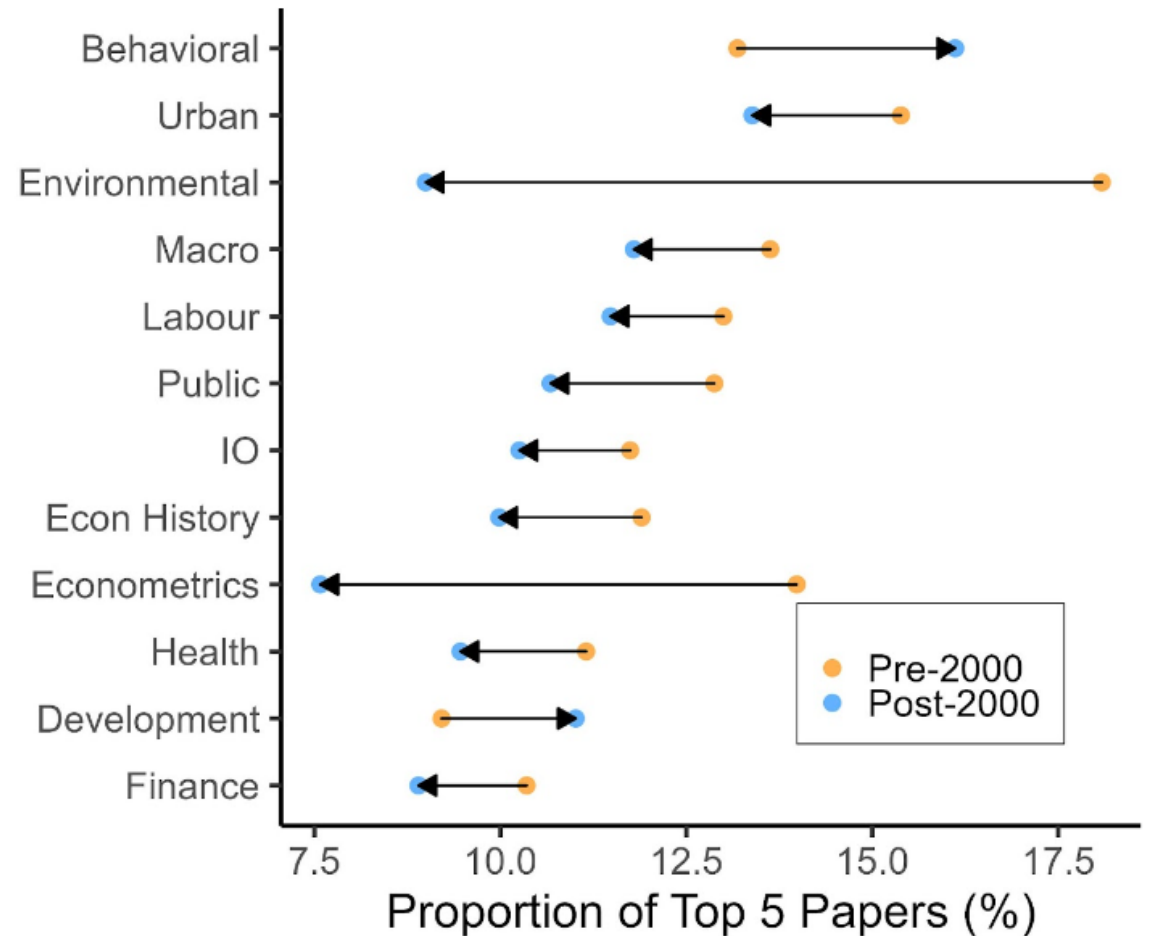 Behavioral
Urban
Environmental
Macro
Labour
Public
IO
Econ History
Econometrics
Health
Development
Finance
Pre-2000
Post-2000
7.5 10.0 12.5 15.0 17.5
Proportion of Top 5 Papers (%)